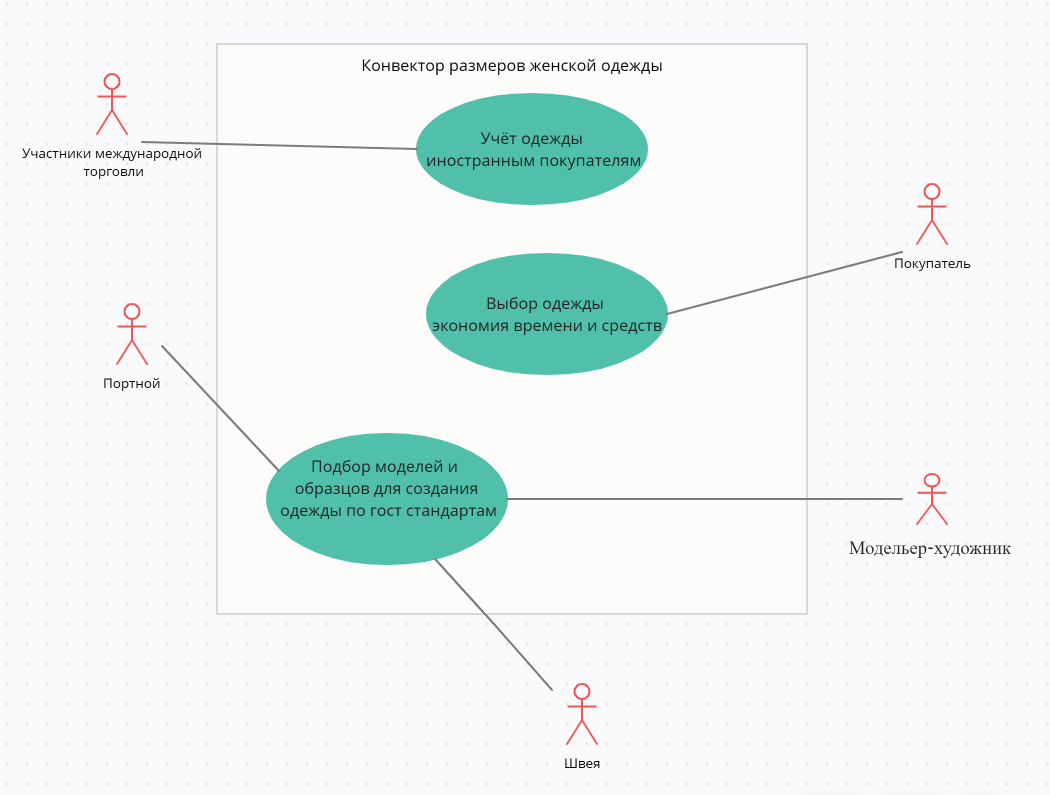 Конвектор размеров женской одежды
Учёт одежды
иностранным покупателям
Участники международной
торговли
Покупатель
Выбор одежды
экономия времени и средств
Портной
Подбор моделей и
образцов для создания
одежды по гост стандартам
Модельер-художник
Швея